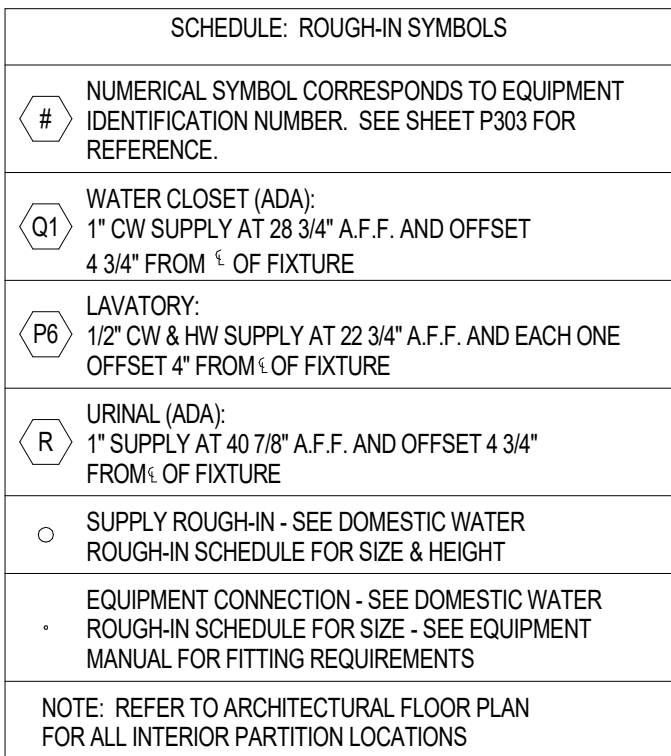 SCHEDULE: ROUGH-IN SYMBOLS
#
NUMERICAL SYMBOL CORRESPONDS TO EQUIPMENT
IDENTIFICATION NUMBER. SEE SHEET P303 FOR
REFERENCE.
Q1
WATER CLOSET (ADA):
1" CW SUPPLY AT 28 3/4" A.F.F. AND OFFSET
4 3/4" FROM ℄ OF FIXTURE
P6
LAVATORY:
1/2" CW & HW SUPPLY AT 22 3/4" A.F.F. AND EACH ONE
OFFSET 4" FROM ℄ OF FIXTURE
R
URINAL (ADA):
1" SUPPLY AT 40 7/8" A.F.F. AND OFFSET 4 3/4"
FROM ℄ OF FIXTURE
SUPPLY ROUGH-IN - SEE DOMESTIC WATER
ROUGH-IN SCHEDULE FOR SIZE & HEIGHT
EQUIPMENT CONNECTION - SEE DOMESTIC WATER
ROUGH-IN SCHEDULE FOR SIZE - SEE EQUIPMENT
MANUAL FOR FITTING REQUIREMENTS
NOTE: REFER TO ARCHITECTURAL FLOOR PLAN
FOR ALL INTERIOR PARTITION LOCATIONS